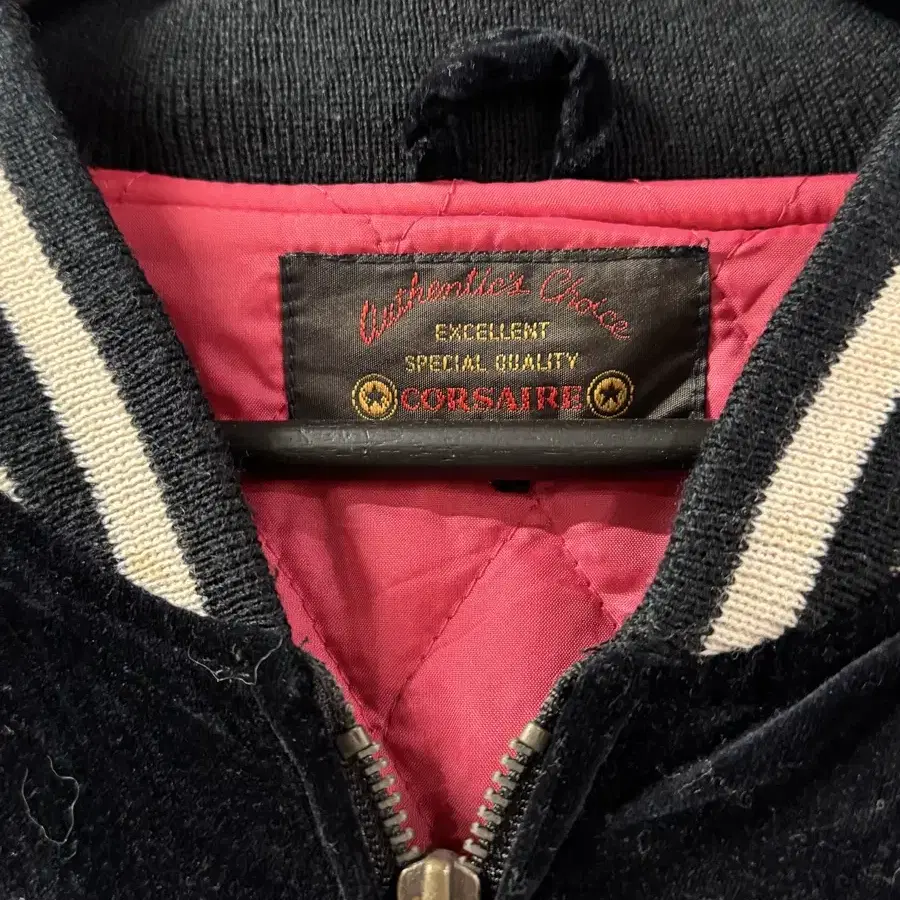 Authentic's Choice
EXCELLENT
SPECIAL QUALITY
CORSAIRE